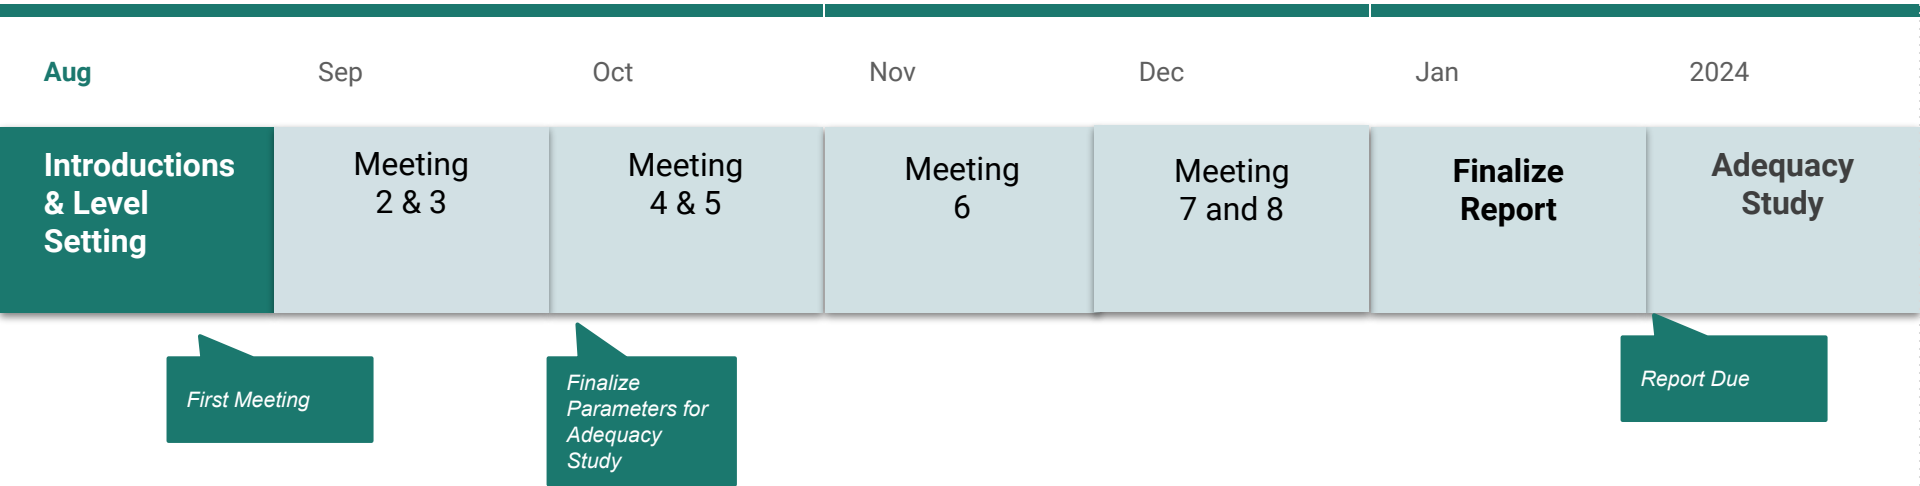 Aug
Sep
Oct
Nov
Dec
Jan
2024
Introductions
& Level
Setting
Meeting
2 & 3
Meeting
4 & 5
Meeting
6
Meeting
7 and 8
Finalize
Report
Adequacy
Study
First Meeting
Finalize
Parameters for
Adequacy
Study
Report Due